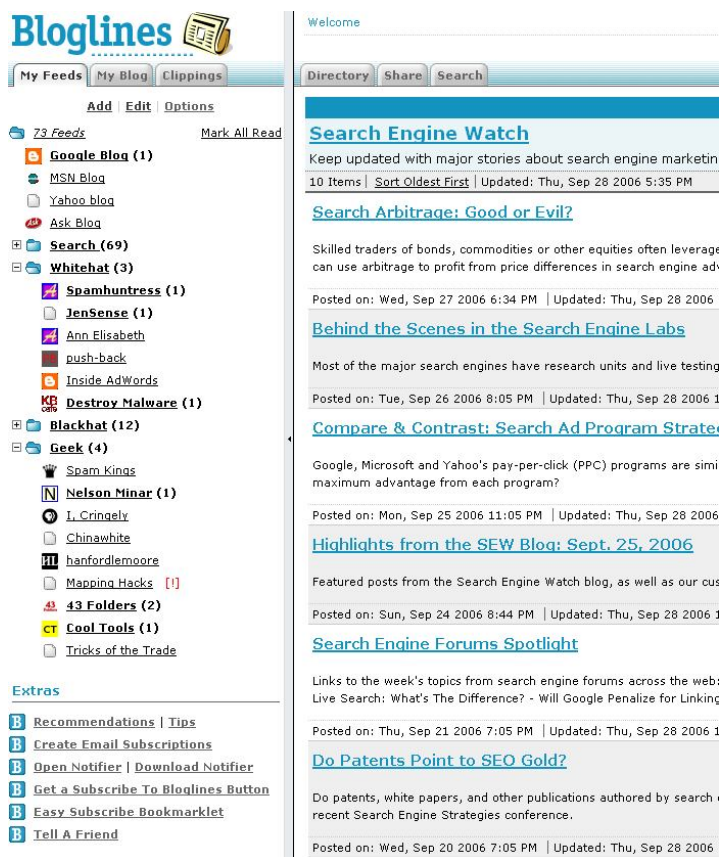 Bloglines
Welcome
My Feeds My Blog Clippings
Directory Share Search
Add | Edit | Options
73 Feeds Mark All Read
Google Blog (1)
MSN Blog
Yahoo blog
Ask Blog
Search (69)
Whitehat (3)
Spamhuntress (1)
JenSense (1)
Ann Elisabeth
push-back
Inside AdWords
KB cafe Destroy Malware (1)
Blackhat (12)
Geek (4)
Spam Kings
N Nelson Minar (1)
I, Cringely
Chinawhite
HL hanfordlemoore
Mapping Hacks [!]
43 43 Folders (2)
CT Cool Tools (1)
Tricks of the Trade
Extras
B Recommendations | Tips
B Create Email Subscriptions
B Open Notifier | Download Notifier
B Get a Subscribe To Bloglines Button
B Easy Subscribe Bookmarklet
B Tell A Friend
Search Engine Watch
Keep updated with major stories about search engine marketin
10 Items | Sort Oldest First | Updated: Thu, Sep 28 2006 5:35 PM
Search Arbitrage: Good or Evil?
Skilled traders of bonds, commodities or other equities often leverage
can use arbitrage to profit from price differences in search engine adv
Posted on: Wed, Sep 27 2006 6:34 PM | Updated: Thu, Sep 28 2006
Behind the Scenes in the Search Engine Labs
Most of the major search engines have research units and live testing
Posted on: Tue, Sep 26 2006 8:05 PM | Updated: Thu, Sep 28 2006 1
Compare & Contrast: Search Ad Program Strateg
Google, Microsoft and Yahoo's pay-per-click (PPC) programs are simi
maximum advantage from each program?
Posted on: Mon, Sep 25 2006 11:05 PM | Updated: Thu, Sep 28 2006
Highlights from the SEW Blog: Sept. 25, 2006
Featured posts from the Search Engine Watch blog, as well as our cus
Posted on: Sun, Sep 24 2006 8:44 PM | Updated: Thu, Sep 28 2006 1
Search Engine Forums Spotlight
Links to the week's topics from search engine forums across the web:
Live Search: What's The Difference? - Will Google Penalize for Linking
Posted on: Thu, Sep 21 2006 7:05 PM | Updated: Thu, Sep 28 2006 1
Do Patents Point to SEO Gold?
Do patents, white papers, and other publications authored by search
recent Search Engine Strategies conference.
Posted on: Wed, Sep 20 2006 7:05 PM | Updated: Thu, Sep 28 2006